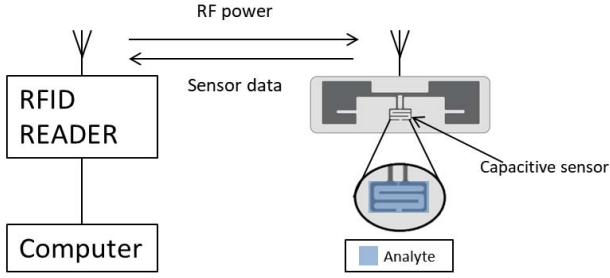 RF power
Sensor data
RFID
READER
Capacitive sensor
Computer
Analyte